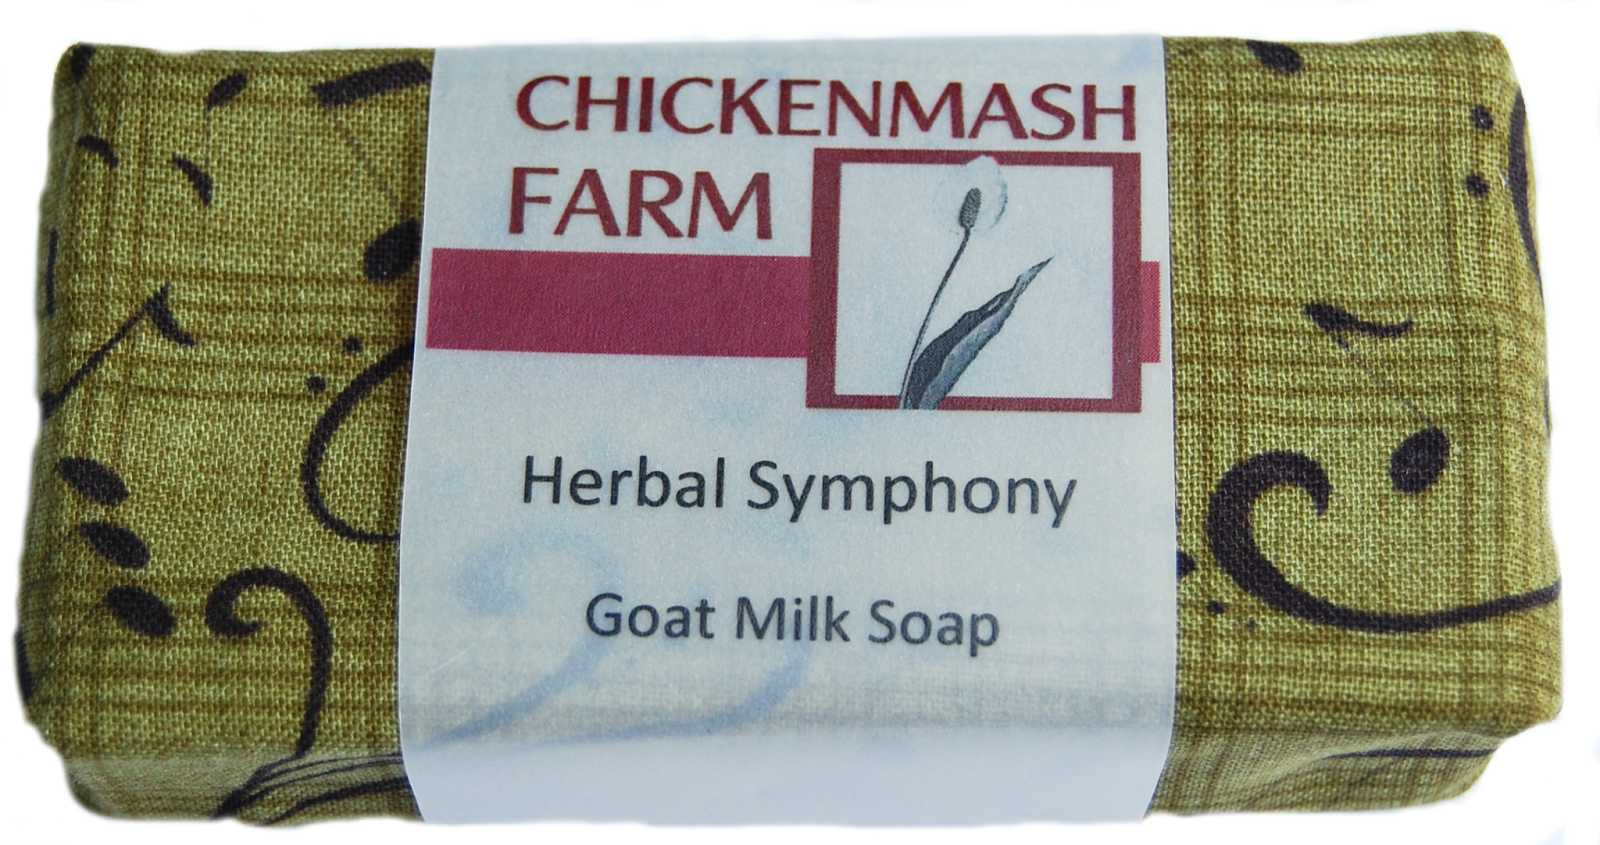 CHICKENMASH
FARM
Herbal Symphony
Goat Milk Soap